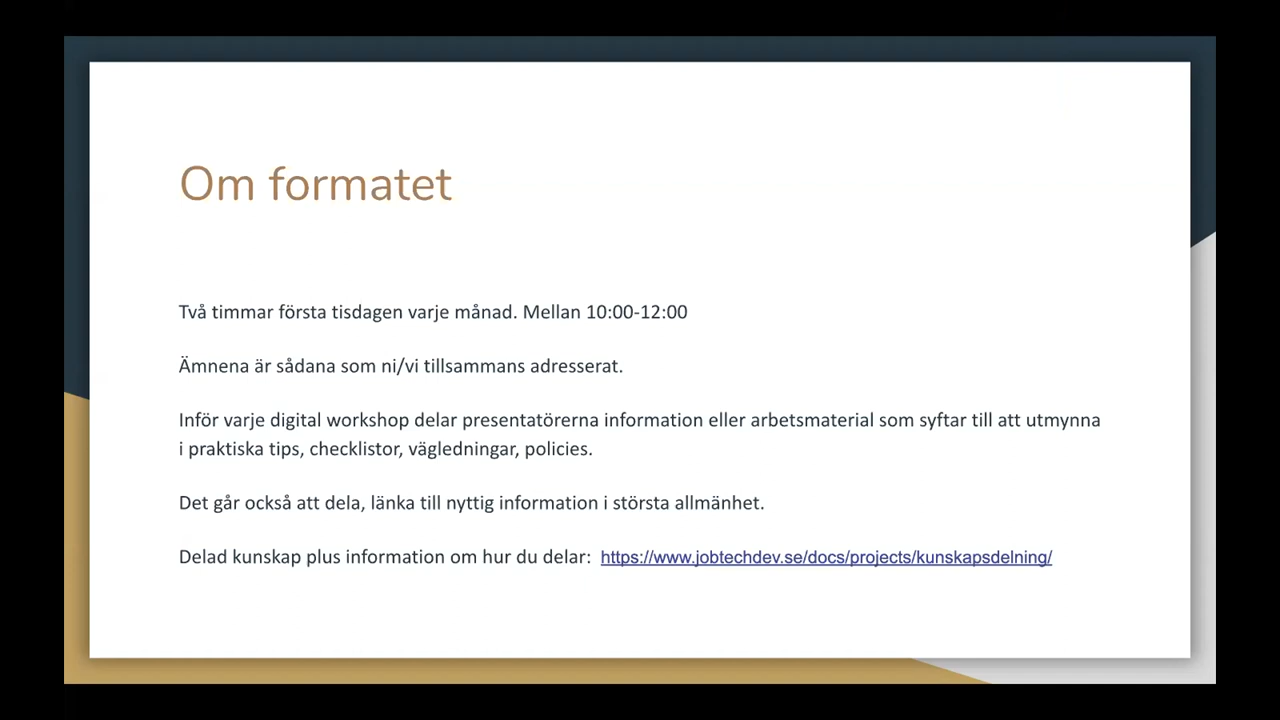 Om formatet
Två timmar första tisdagen varje månad. Mellan 10:00-12:00
Ämnena är sådana som ni/vi tillsammans adresserat.
Inför varje digital workshop delar presentatörerna information eller arbetsmaterial som syftar till att utmynna
i praktiska tips, checklistor, vägledningar, policies.
Det går också att dela, länka till nyttig information i största allmänhet.
Delad kunskap plus information om hur du delar: https://www.jobtechdev.se/docs/projects/kunskapsdelning/